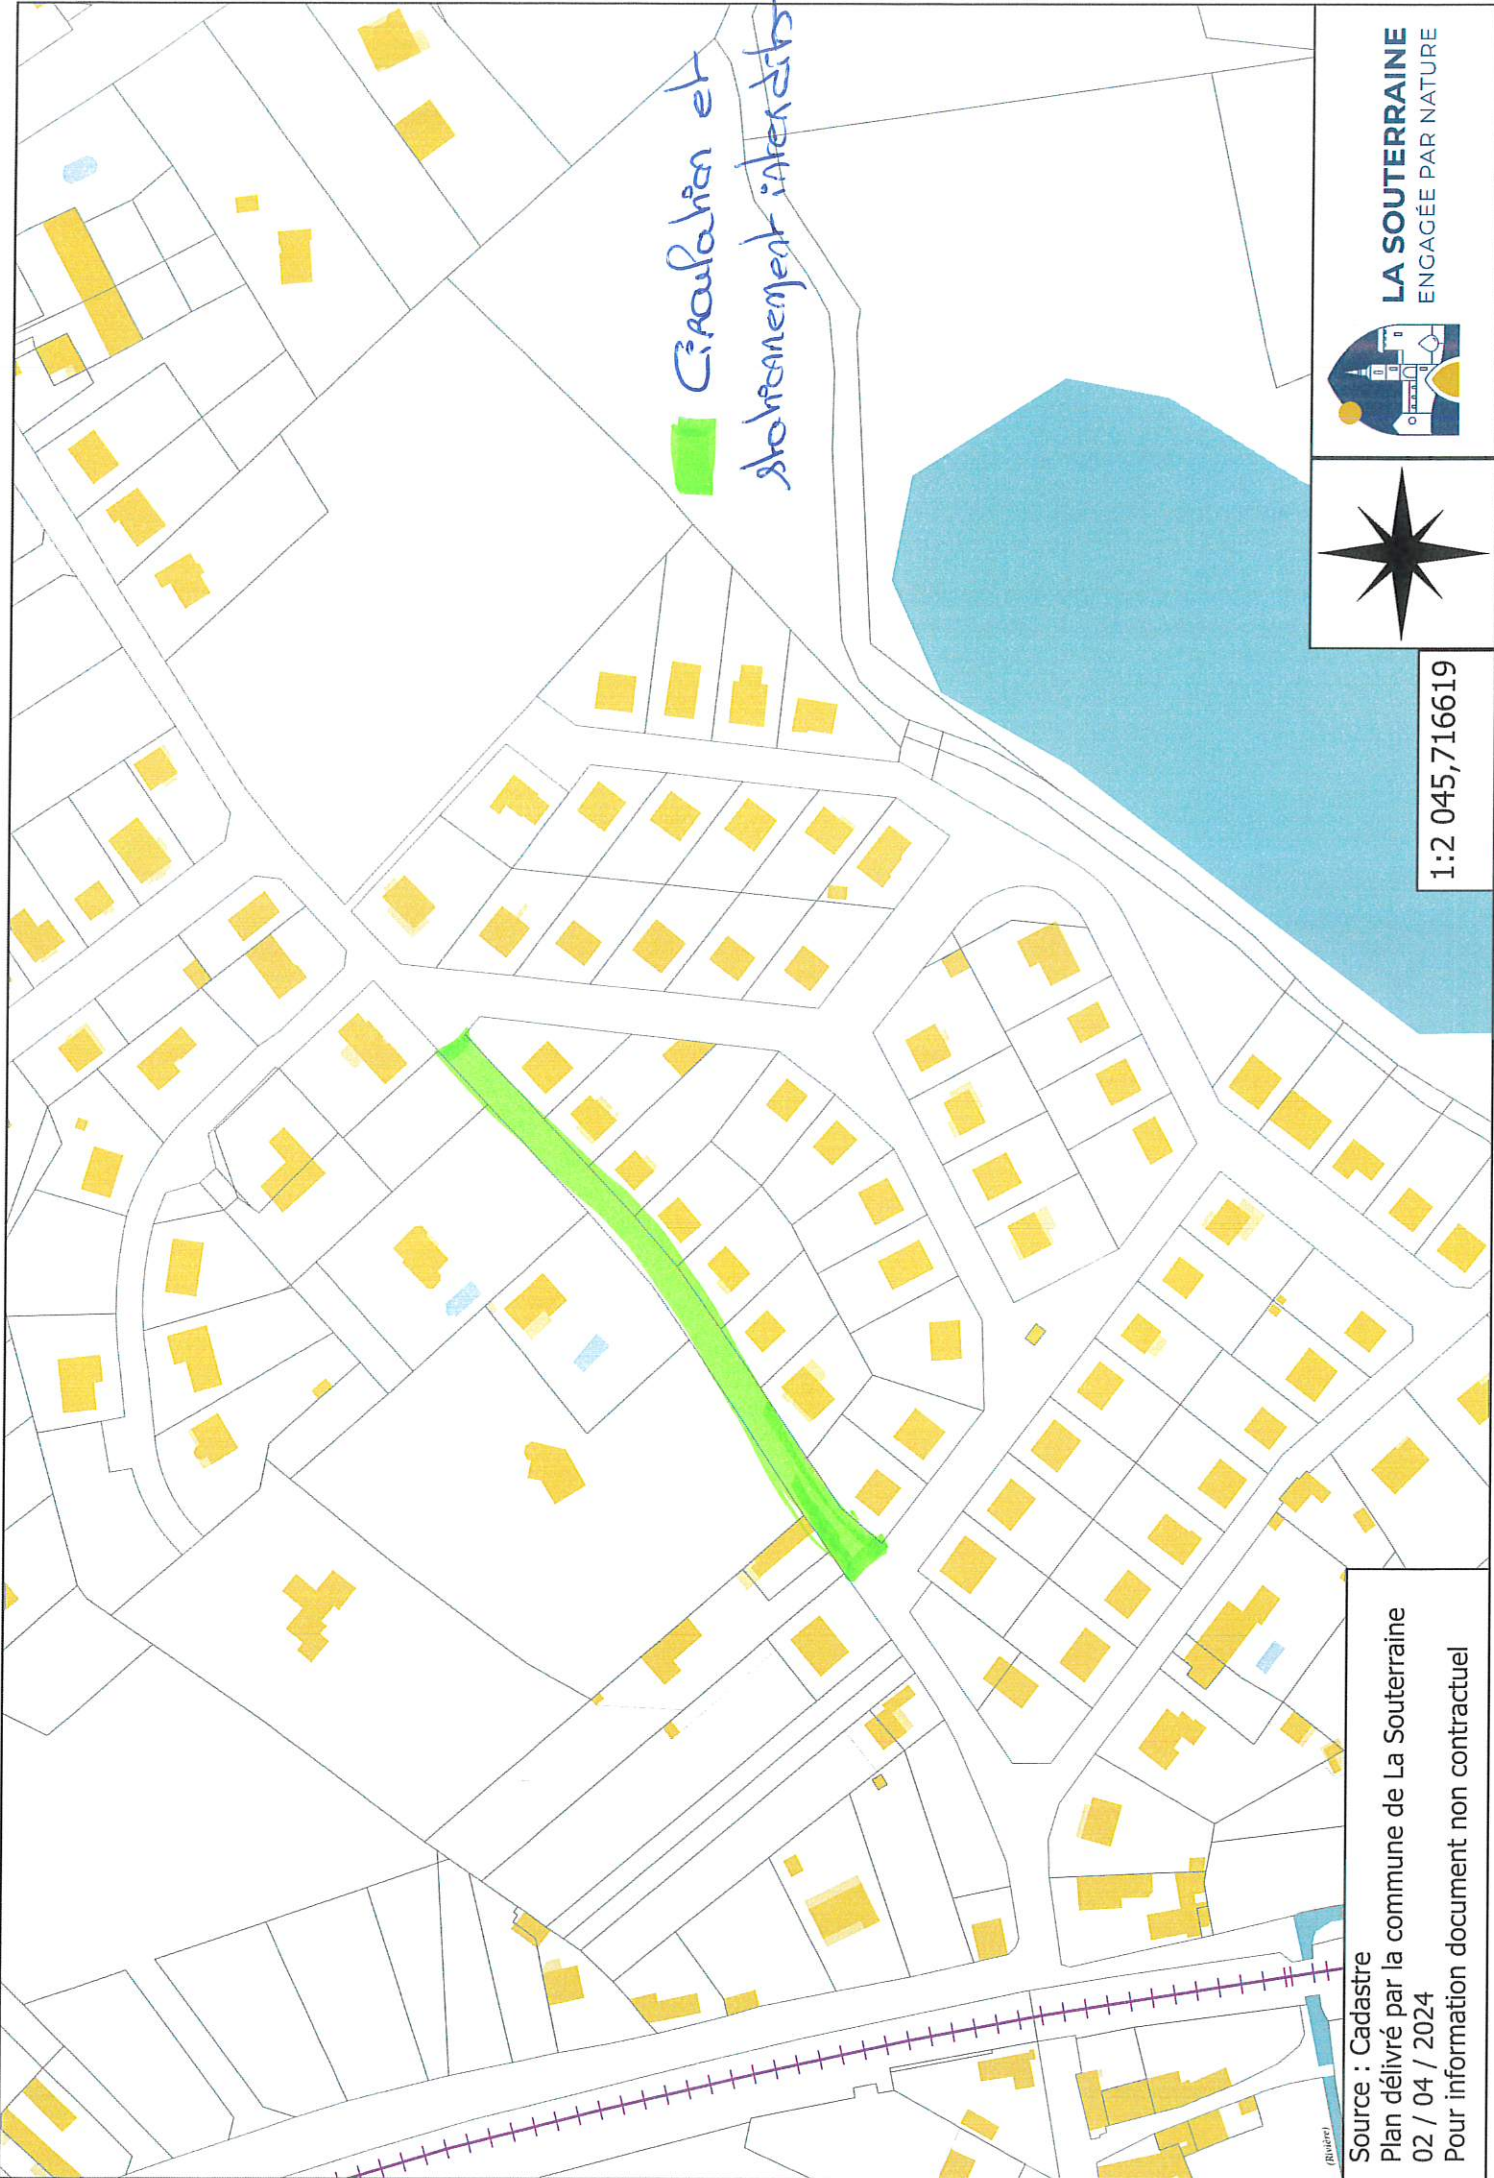 Circulation et
stationnement interdits
LA SOUTERRAINE
ENGAGÉE PAR NATURE
1:2 045,716619
(Rivière)
Source : Cadastre
Plan délivré par la commune de La Souterraine
02 / 04 / 2024
Pour information document non contractuel